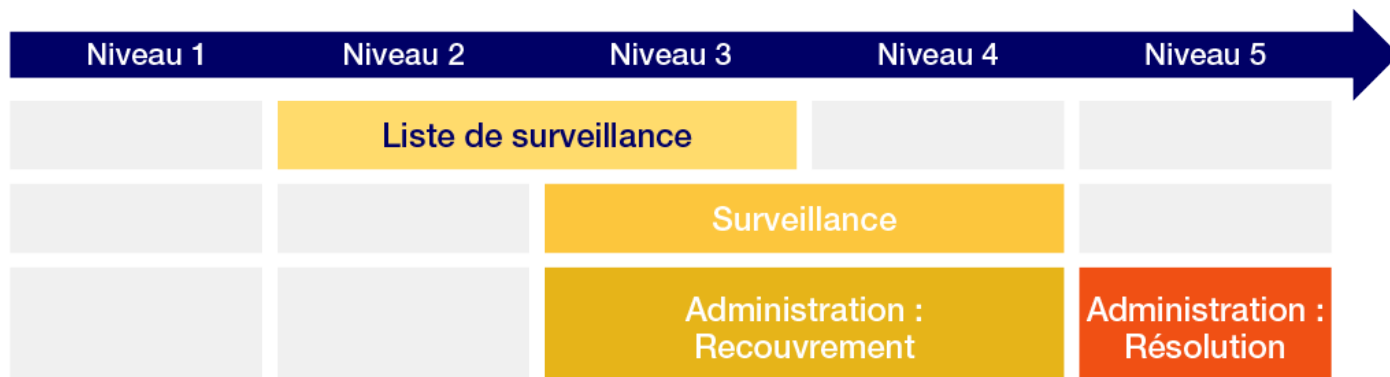 Niveau 1 Niveau 2 Niveau 3 Niveau 4 Niveau 5
Liste de surveillance
Surveillance
Administration :
Recouvrement
Administration :
Résolution